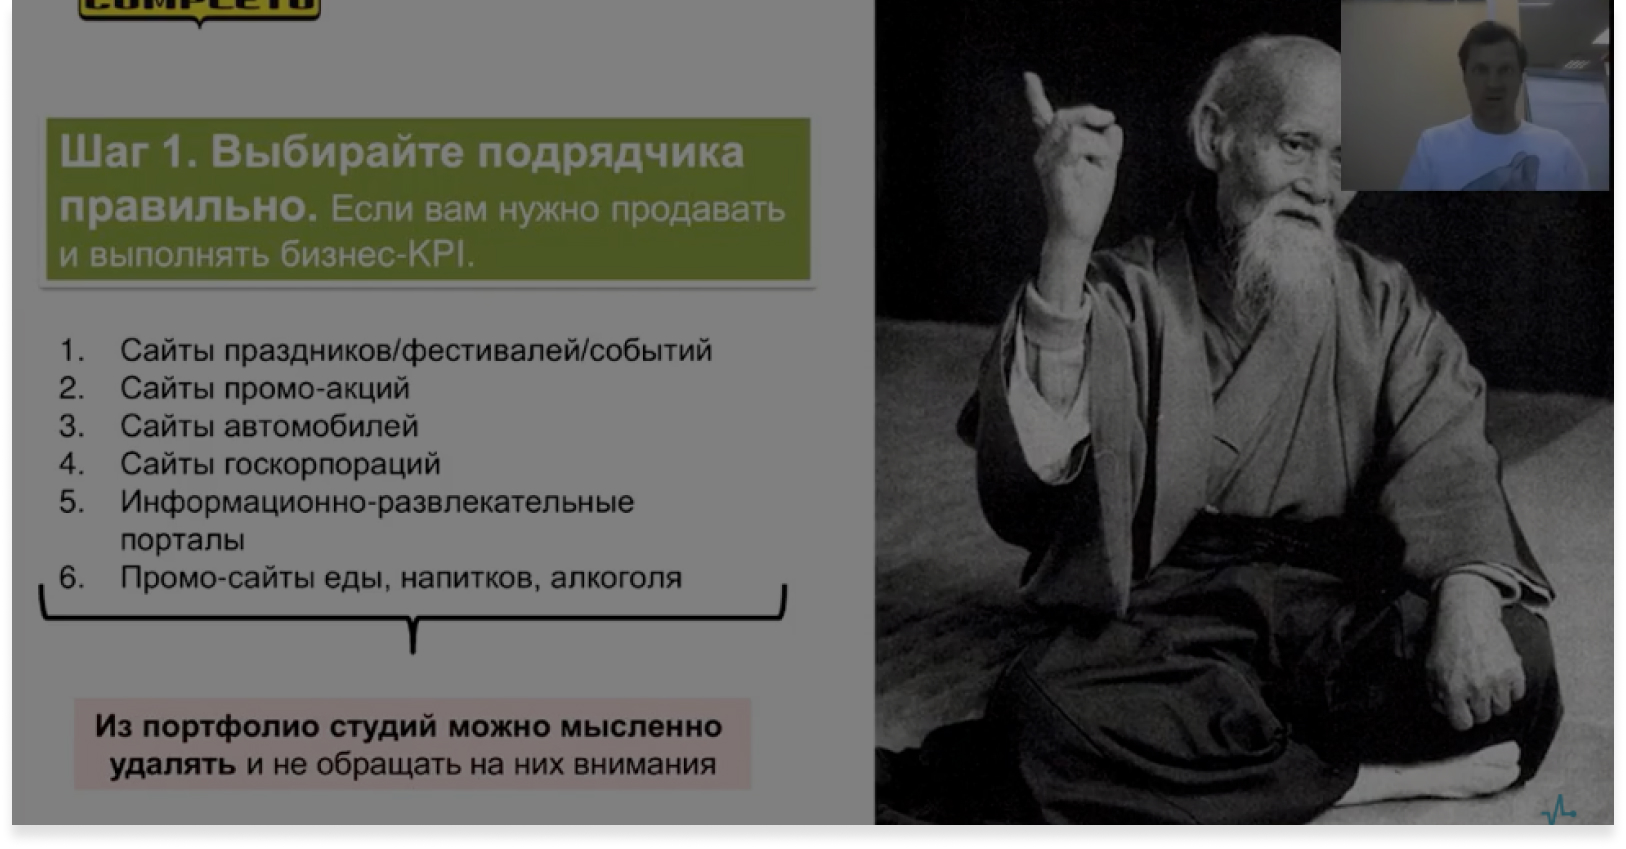 COMPLETO
Шаг 1. Выбирайте подрядчика
правильно. Если вам нужно продавать
и выполнять бизнес-KPI.
1. Сайты праздников/фестивалей/событий
2. Сайты промо-акций
3. Сайты автомобилей
4. Сайты госкорпораций
5. Информационно-развлекательные
порталы
6. Промо-сайты еды, напитков, алкоголя
Из портфолио студий можно мысленно
удалять и не обращать на них внимания